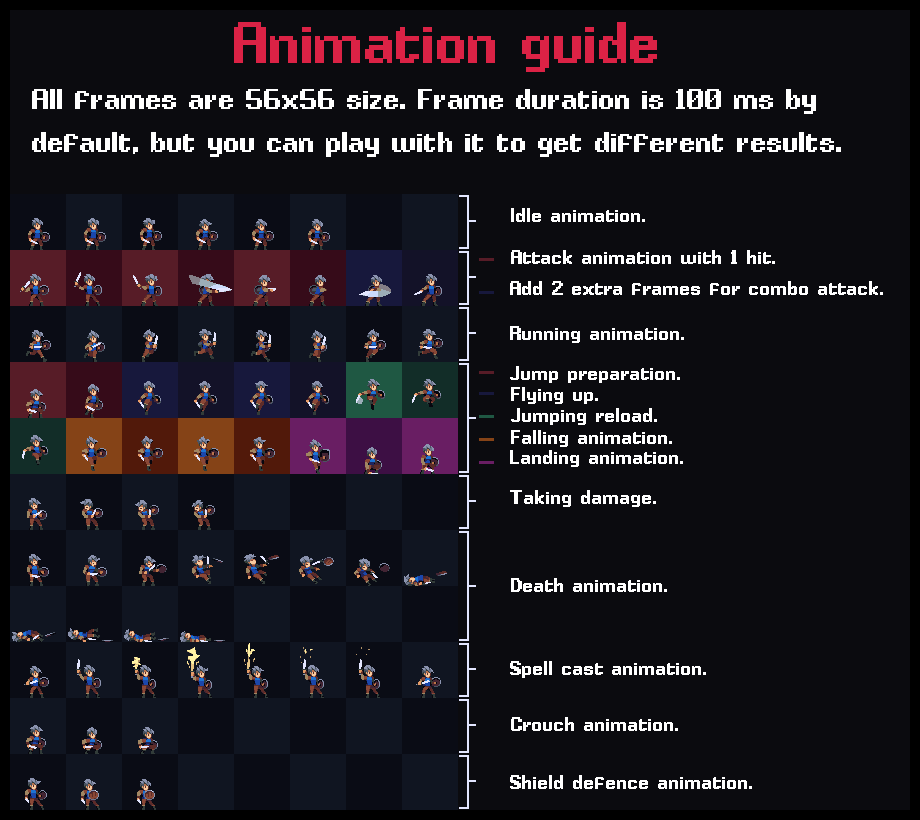 Animation guide
All frames are 56x56 size. Frame duration is 100 ms by
default, but you can play with it to get different results.
Idle animation.
Attack animation with 1 hit.
Add 2 extra frames for combo attack.
Running animation.
Jump preparation.
Flying up.
Jumping reload.
Falling animation.
Landing animation.
Taking damage.
Death animation.
Spell cast animation.
Crouch animation.
Shield defence animation.